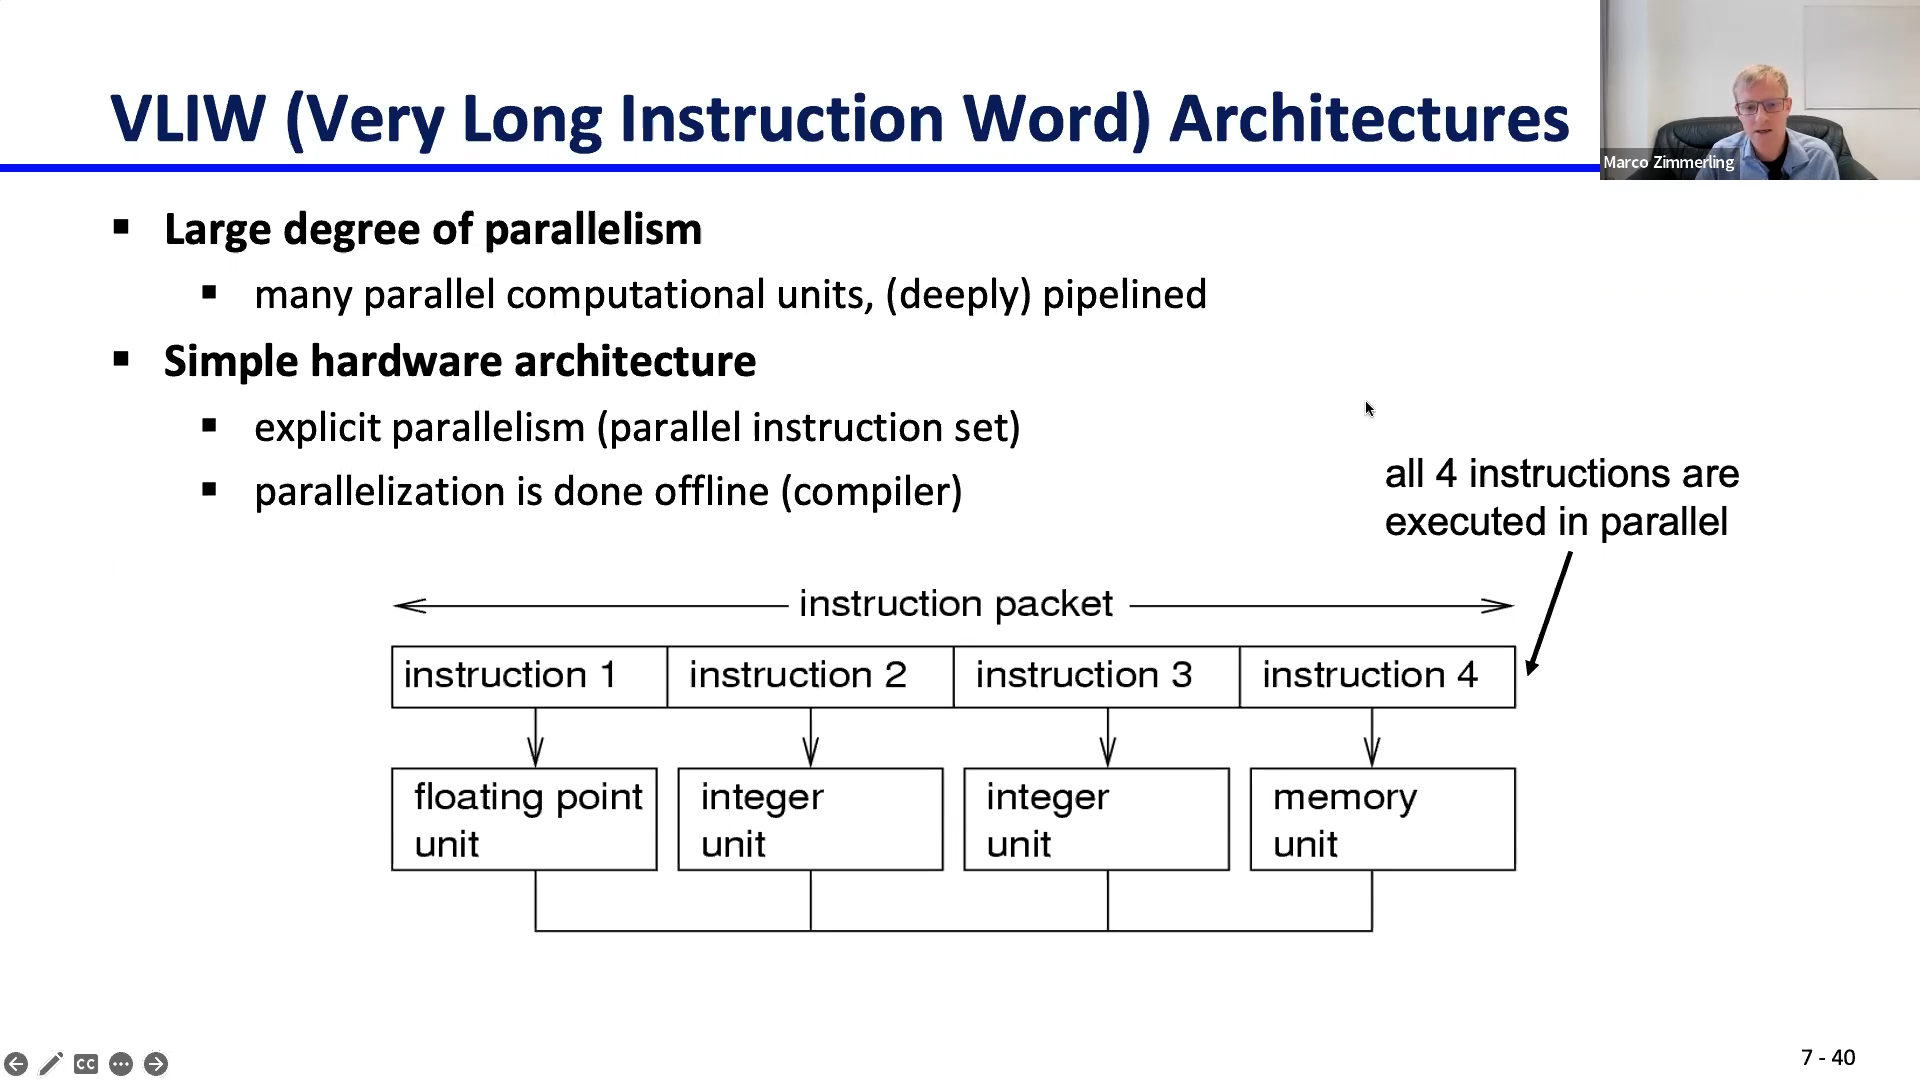 VLIW (Very Long Instruction Word) Architectures
Marco Zimmerling
▪ Large degree of parallelism
▪ many parallel computational units, (deeply) pipelined
▪ Simple hardware architecture
▪ explicit parallelism (parallel instruction set)
▪ parallelization is done offline (compiler)
all 4 instructions are
executed in parallel
instruction packet
instruction 1 instruction 2 instruction 3 instruction 4
floating point
unit
integer
unit
integer
unit
memory
unit
CC
7 - 40